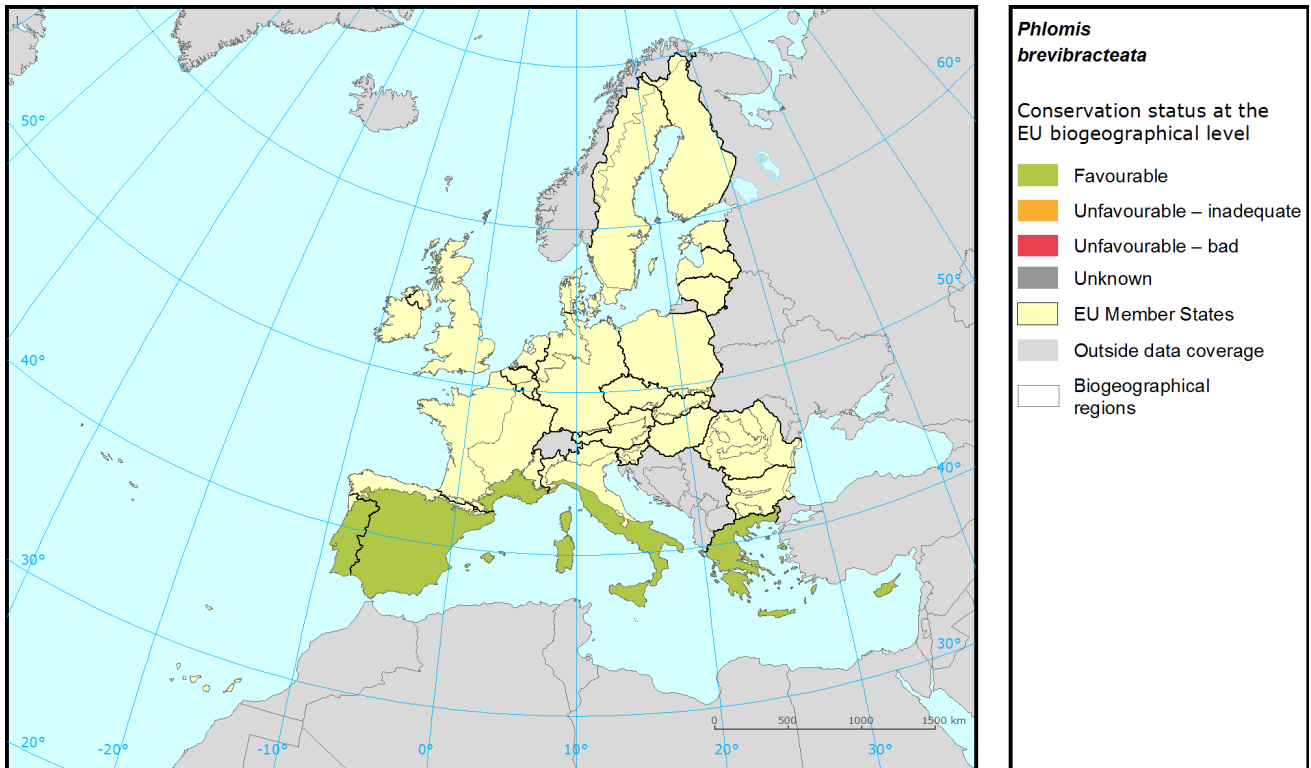 Phlomis
brevibracteata
Conservation status at the
EU biogeographical level
Favourable
Unfavourable – inadequate
Unfavourable – bad
Unknown
EU Member States
Outside data coverage
Biogeographical
regions
60°
50°
50°
40°
40°
30°
30°
20°
-20°
-10°
0°
10°
20°
30°
0
500
1000
1500 km